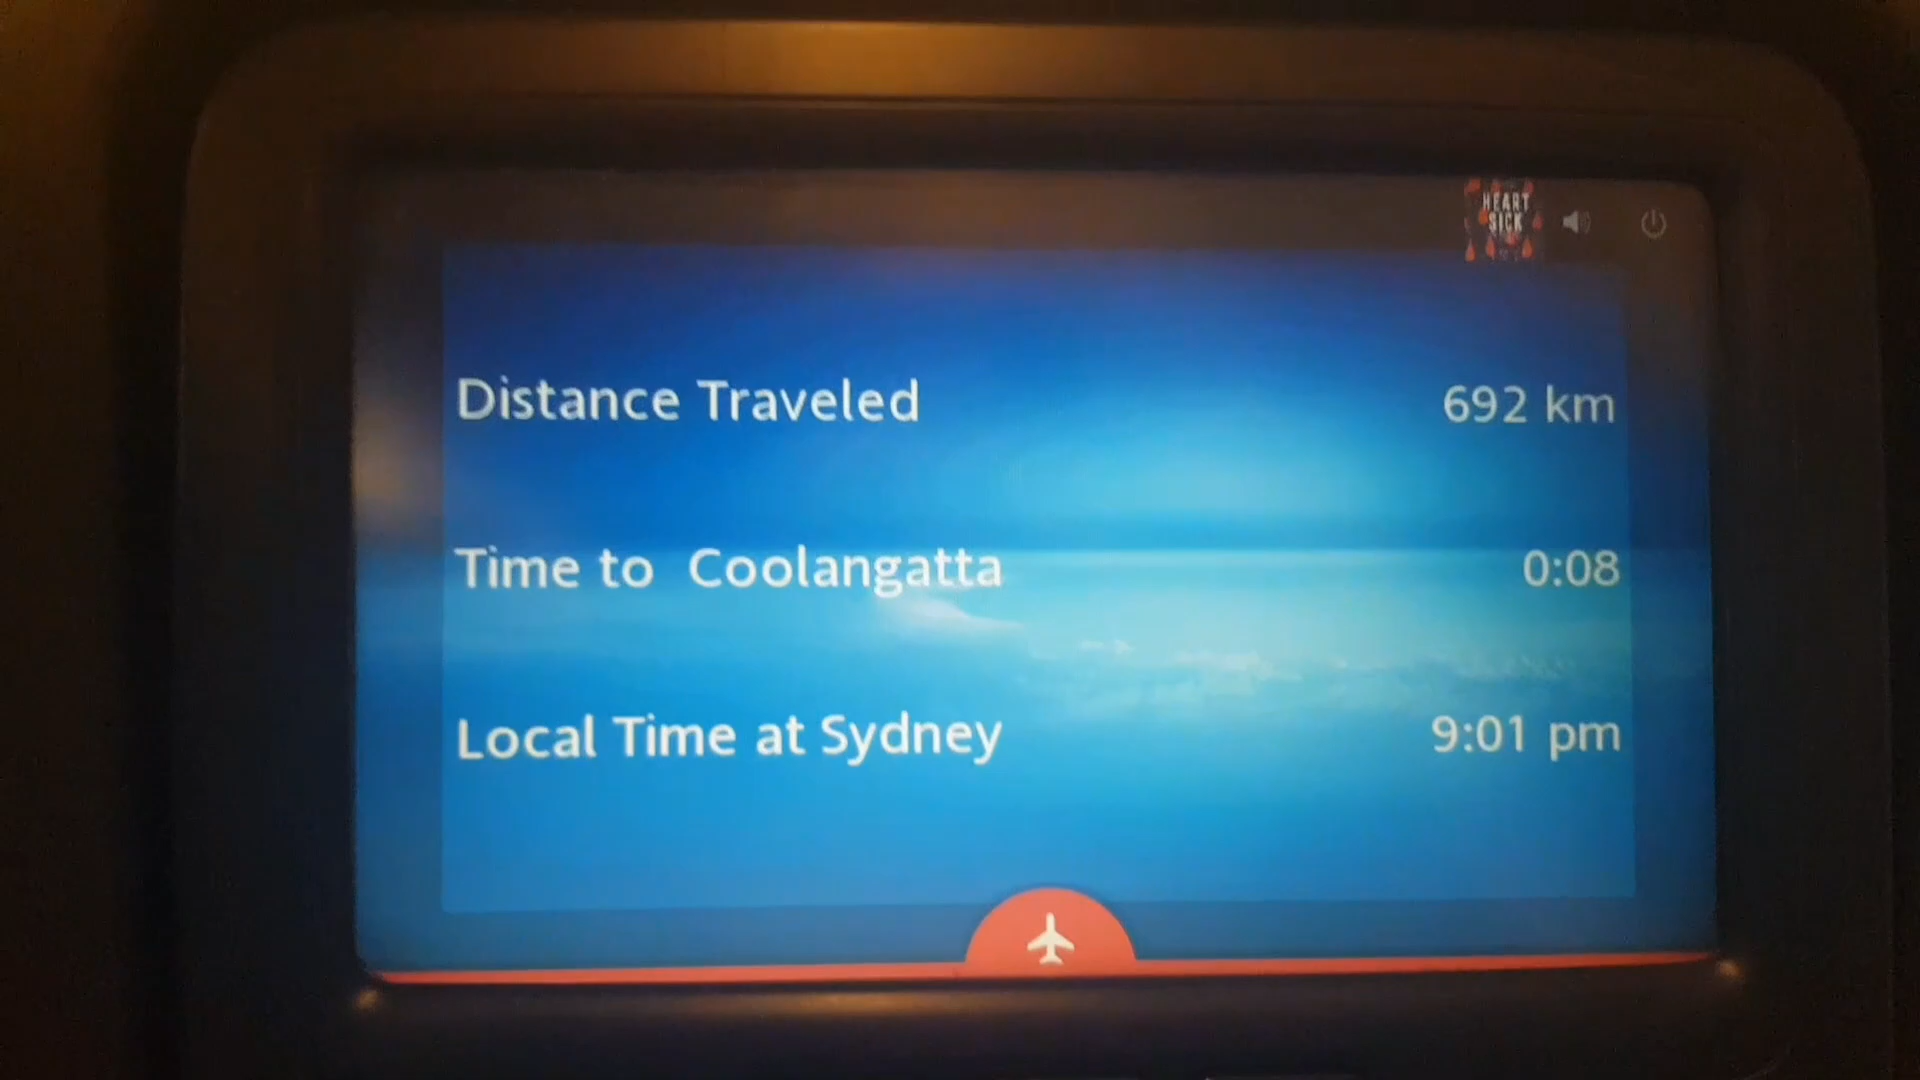 HEART
SICK
Distance Traveled 692 km
Time to Coolangatta 0:08
Local Time at Sydney 9:01 pm